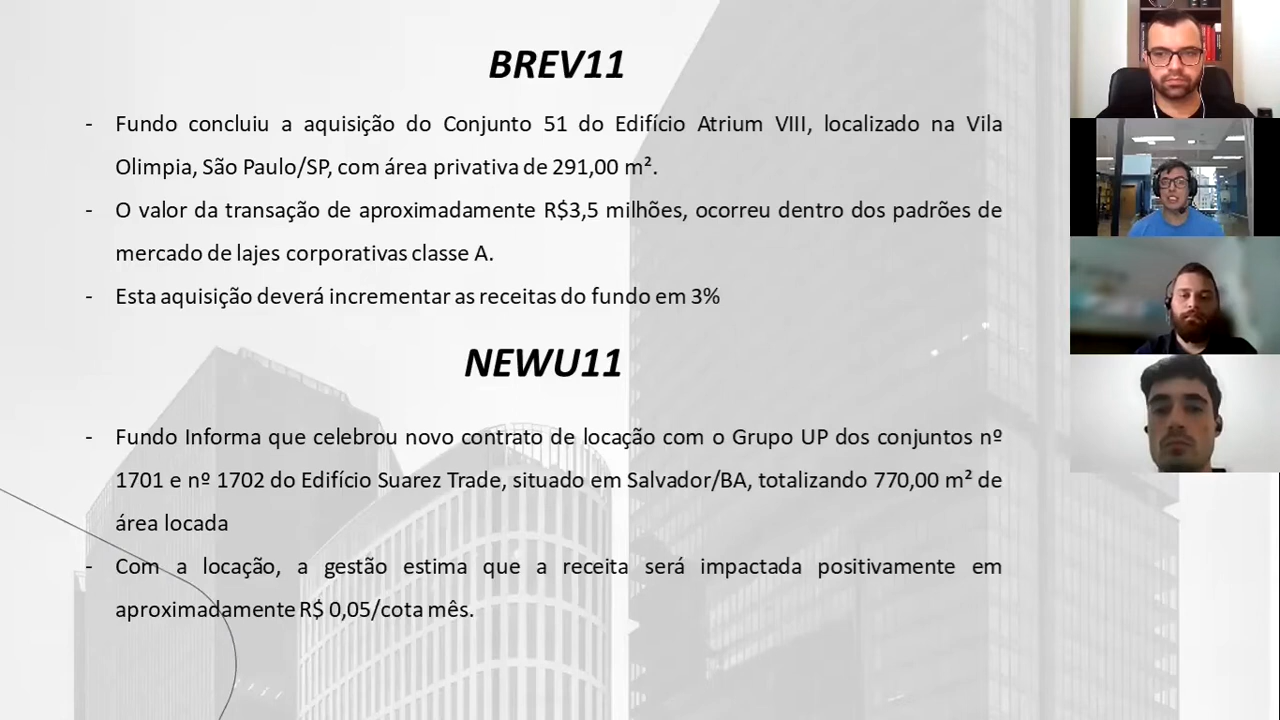 BREV11
- Fundo concluiu a aquisição do Conjunto 51 do Edifício Atrium VIII, localizado na Vila
Olimpia, São Paulo/SP, com área privativa de 291,00 m².
- O valor da transação de aproximadamente R$3,5 milhões, ocorreu dentro dos padrões de
mercado de lajes corporativas classe A.
- Esta aquisição deverá incrementar as receitas do fundo em 3%
NEWU11
- Fundo Informa que celebrou novo contrato de locação com o Grupo UP dos conjuntos nº
1701 e nº 1702 do Edifício Suarez Trade, situado em Salvador/BA, totalizando 770,00 m² de
área locada
- Com a locação, a gestão estima que a receita será impactada positivamente em
aproximadamente R$ 0,05/cota mês.